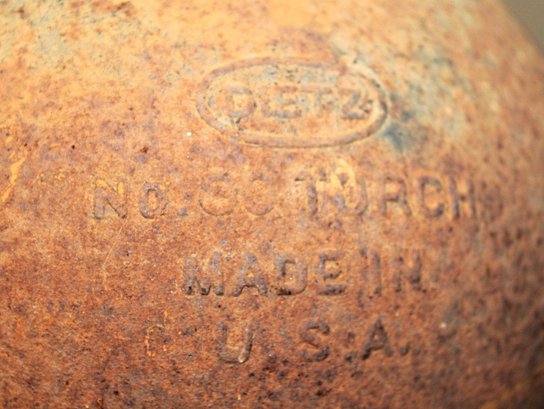 DIETZ
No. TORCH
MADE IN
U.S.A.